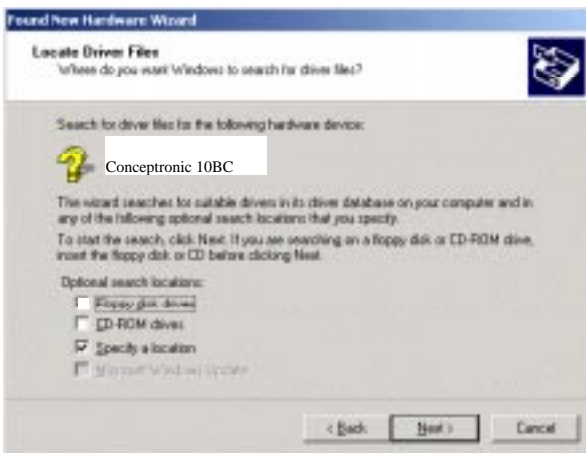 Found New Hardware Wizard
Locate Driver Files
Where do you want Windows to search for driver files?
Search for driver files for the following hardware device:
Conceptronic 10BC
The wizard searches for suitable drivers in its driver database on your computer and in
any of the following optional search locations that you specify.
To start the search, click Next. If you are searching on a floppy disk or CD-ROM drive,
insert the floppy disk or CD before clicking Next.
Optional search locations:
Floppy disk drives
CD-ROM drives
Specify a location
Microsoft Windows Update
< Back
Next >
Cancel